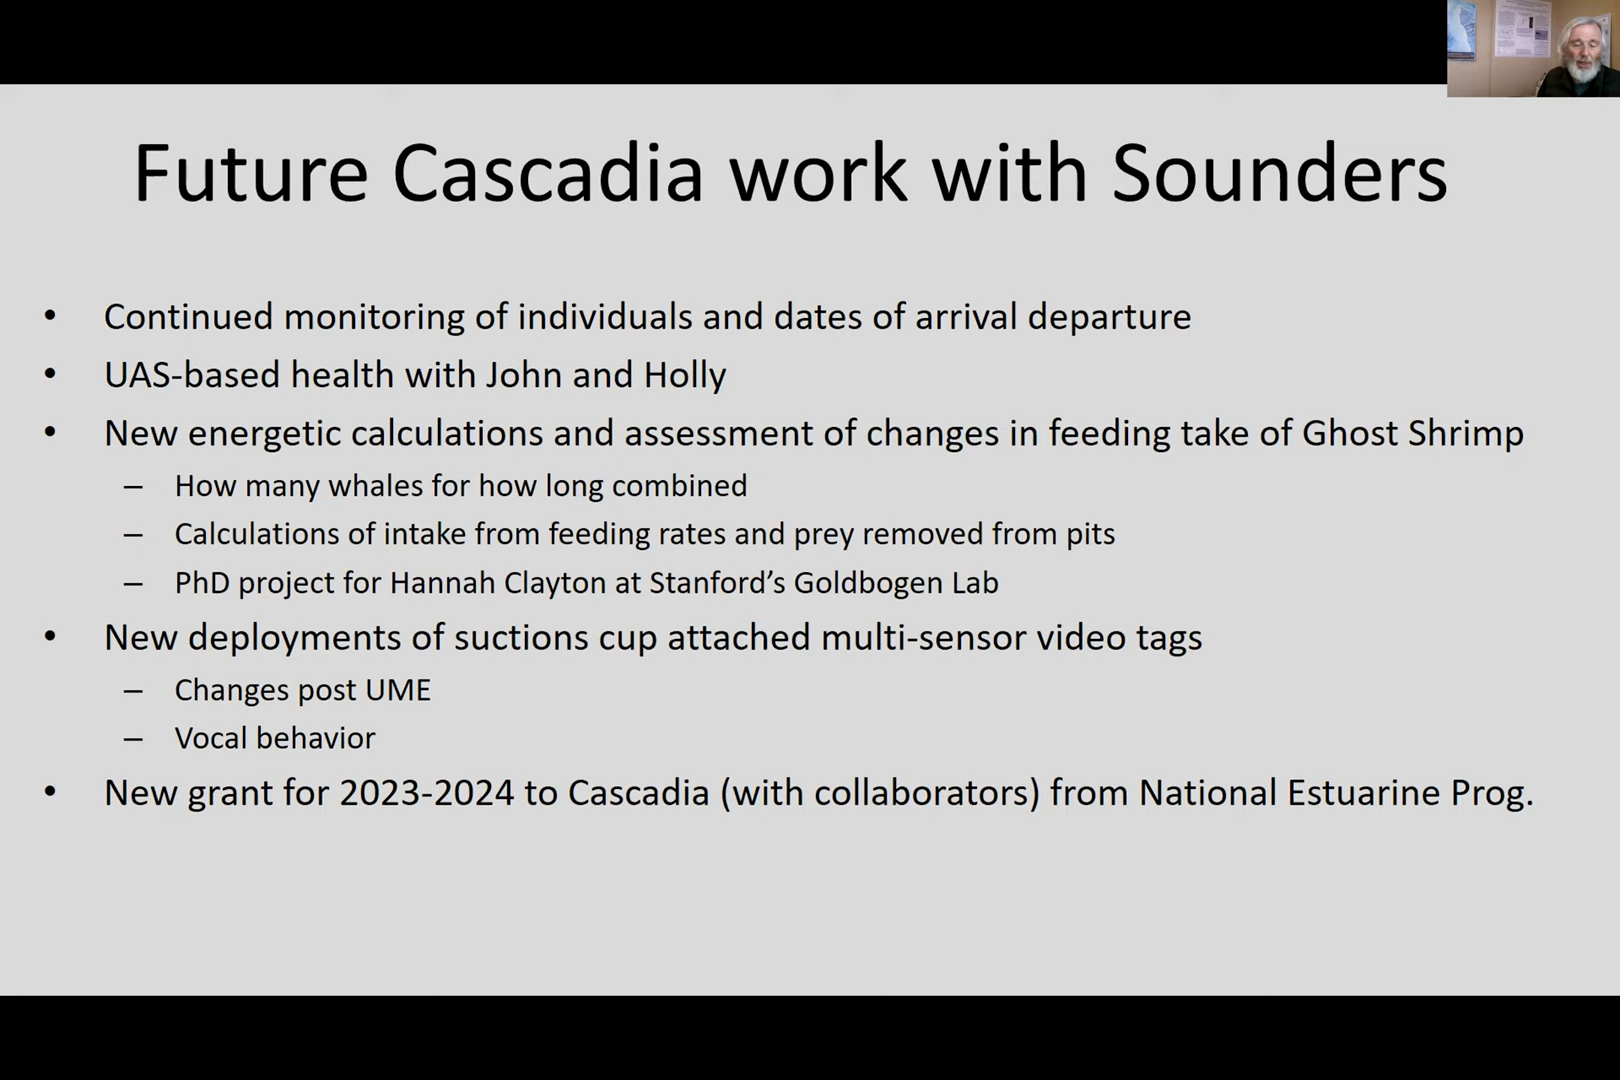 Future Cascadia work with Sounders
• Continued monitoring of individuals and dates of arrival departure
• UAS-based health with John and Holly
• New energetic calculations and assessment of changes in feeding take of Ghost Shrimp
– How many whales for how long combined
– Calculations of intake from feeding rates and prey removed from pits
– PhD project for Hannah Clayton at Stanford’s Goldbogen Lab
• New deployments of suctions cup attached multi-sensor video tags
– Changes post UME
– Vocal behavior
• New grant for 2023-2024 to Cascadia (with collaborators) from National Estuarine Prog.